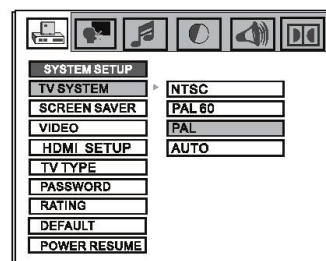 SYSTEM SETUP
TV SYSTEM
SCREEN SAVER
VIDEO
HDMI SETUP
TV TYPE
PASSWORD
RATING
DEFAULT
POWER RESUME
NTSC
PAL 60
PAL
AUTO